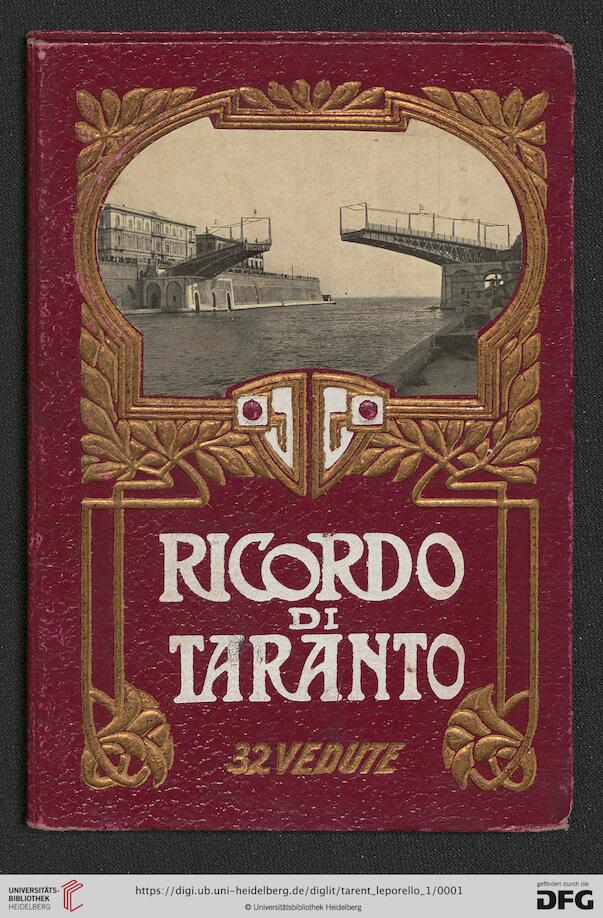 RICORDO
DI
TARANTO
32 VEDUTE
UNIVERSITÄTS-
BIBLIOTHEK
HEIDELBERG
https://digi.ub.uni-heidelberg.de/diglit/tarent_leporello_1/0001
© Universitätsbibliothek Heidelberg
gefördert durch die
DFG